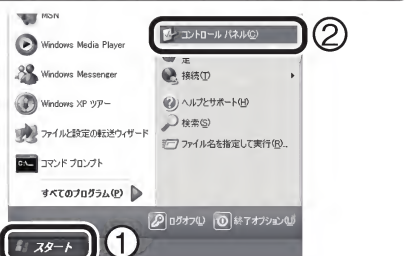 MSN
Windows Media Player
Windows Messenger
Windows XP ツアー
ファイルと設定の転送ウィザード
コマンド プロンプト
すべてのプログラム(P)
コントロール パネル(C)
②
定
接続(T)
ヘルプとサポート(H)
検索(S)
ファイル名を指定して実行(R)...
ログオフ(L)
終了オプション(U)
スタート
①